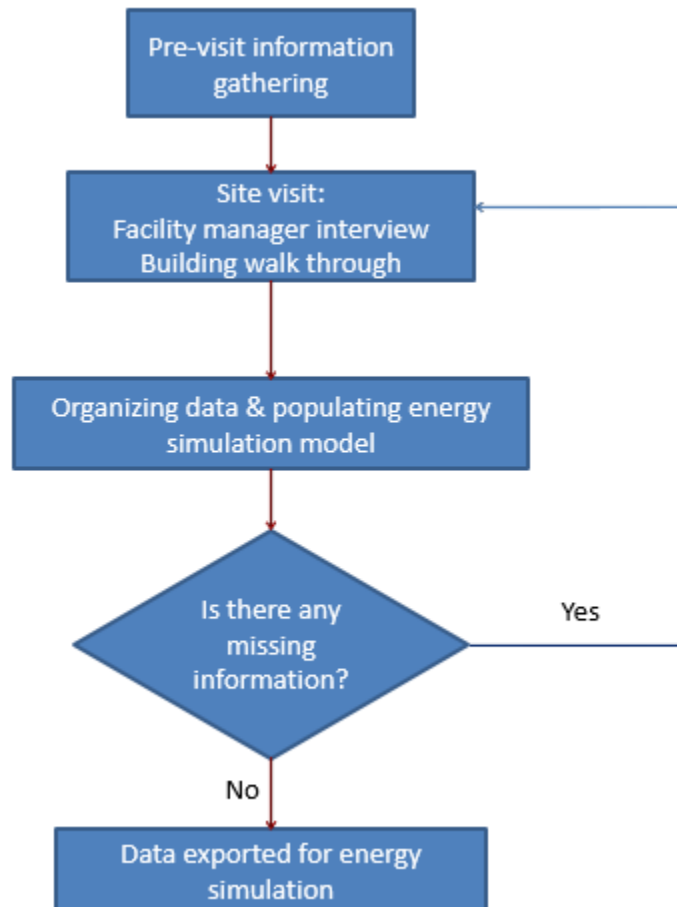 Pre-visit information
gathering
Site visit:
Facility manager interview
Building walk through
Organizing data & populating energy
simulation model
Is there any
missing
information?
Yes
No
Data exported for energy
simulation